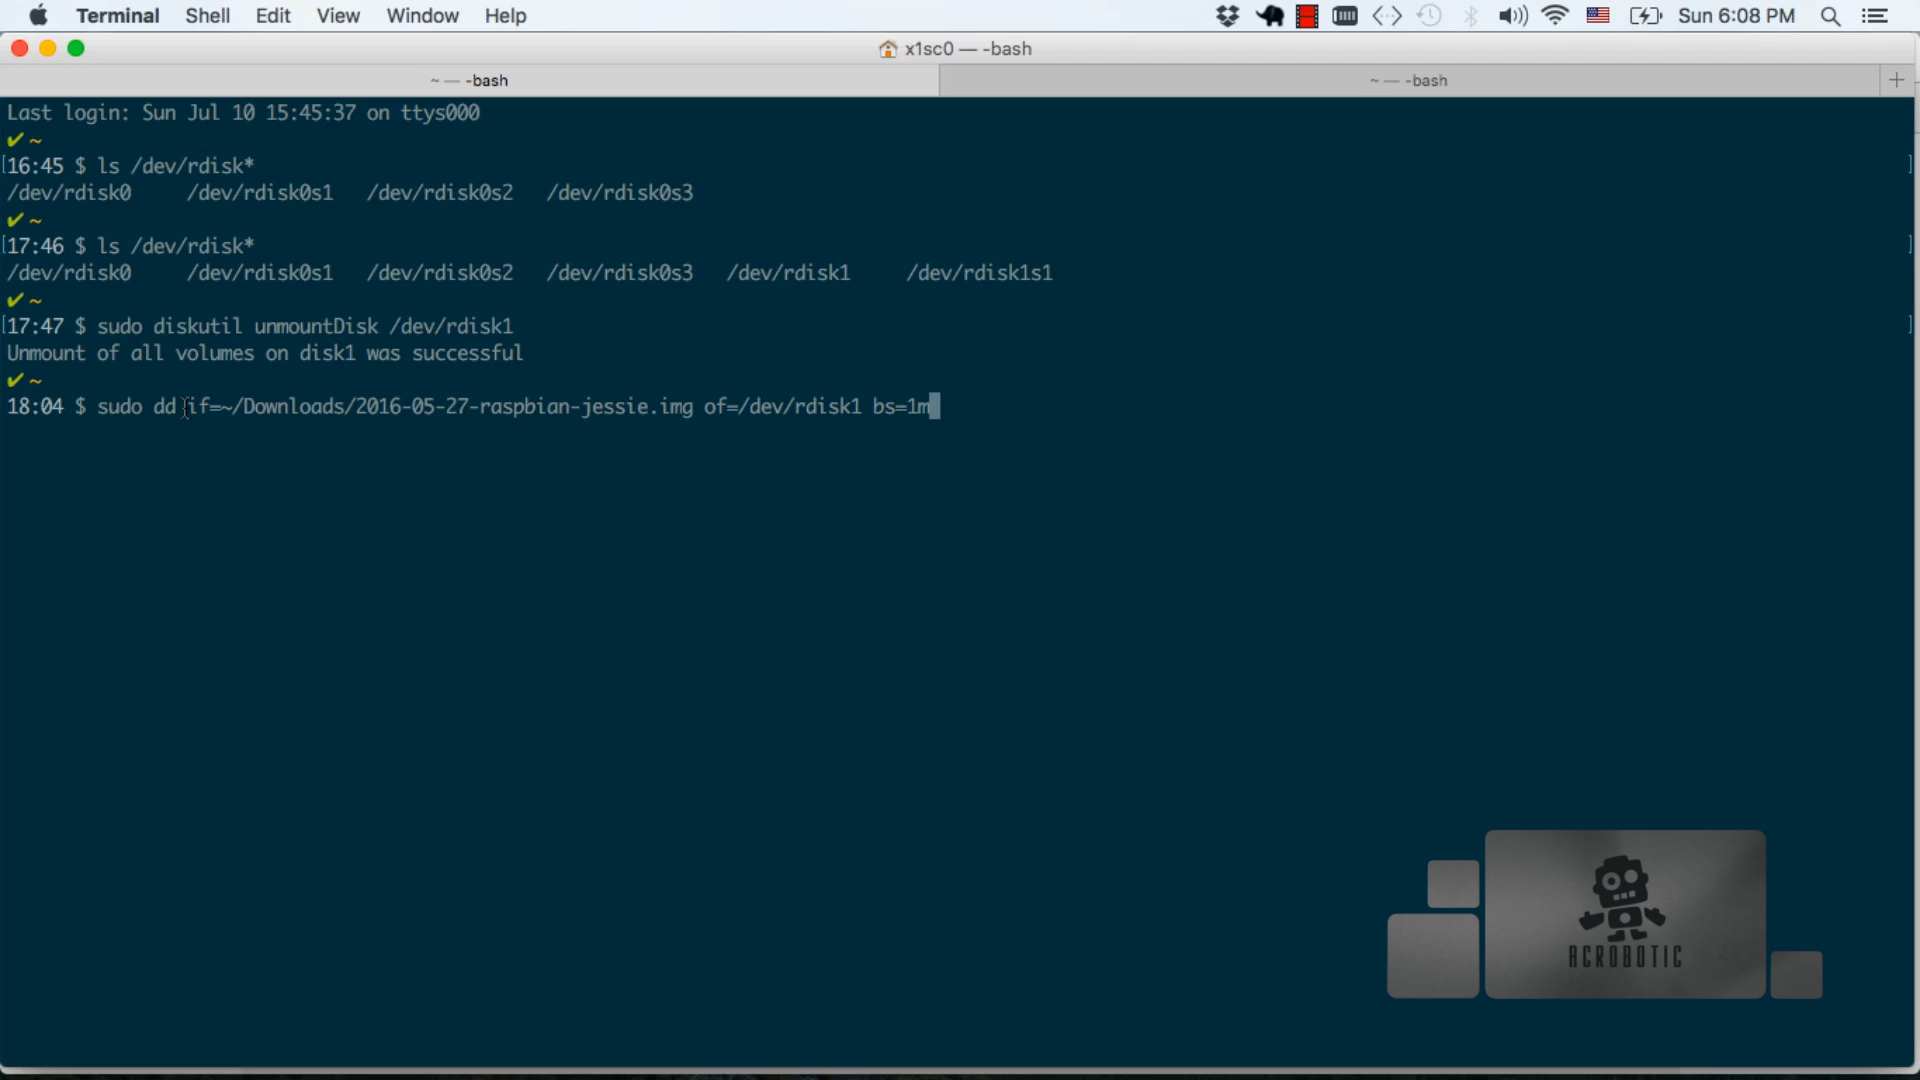 Terminal Shell Edit View Window Help Sun 6:08 PM
x1sc0 — -bash
~ — -bash ~ — -bash
Last login: Sun Jul 10 15:45:37 on ttys000
✔ ~
[16:45 $ ls /dev/rdisk* ]
/dev/rdisk0 /dev/rdisk0s1 /dev/rdisk0s2 /dev/rdisk0s3
✔ ~
[17:46 $ ls /dev/rdisk* ]
/dev/rdisk0 /dev/rdisk0s1 /dev/rdisk0s2 /dev/rdisk0s3 /dev/rdisk1 /dev/rdisk1s1
✔ ~
[17:47 $ sudo diskutil unmountDisk /dev/rdisk1 ]
Unmount of all volumes on disk1 was successful
✔ ~
18:04 $ sudo dd if=~/Downloads/2016-05-27-raspbian-jessie.img of=/dev/rdisk1 bs=1m
ACROBOTIC